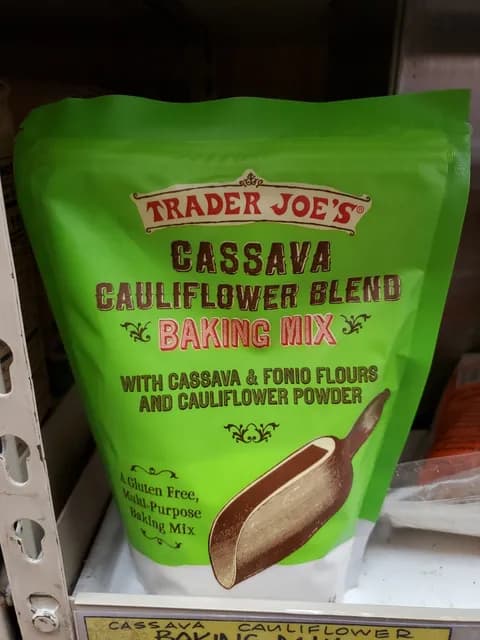 TRADER JOE'S®
CASSAVA
CAULIFLOWER BLEND
BAKING MIX
WITH CASSAVA & FONIO FLOURS
AND CAULIFLOWER POWDER
A Gluten Free,
Multi-Purpose
Baking Mix
CASSAVA CAULIFLOWER
BAKING